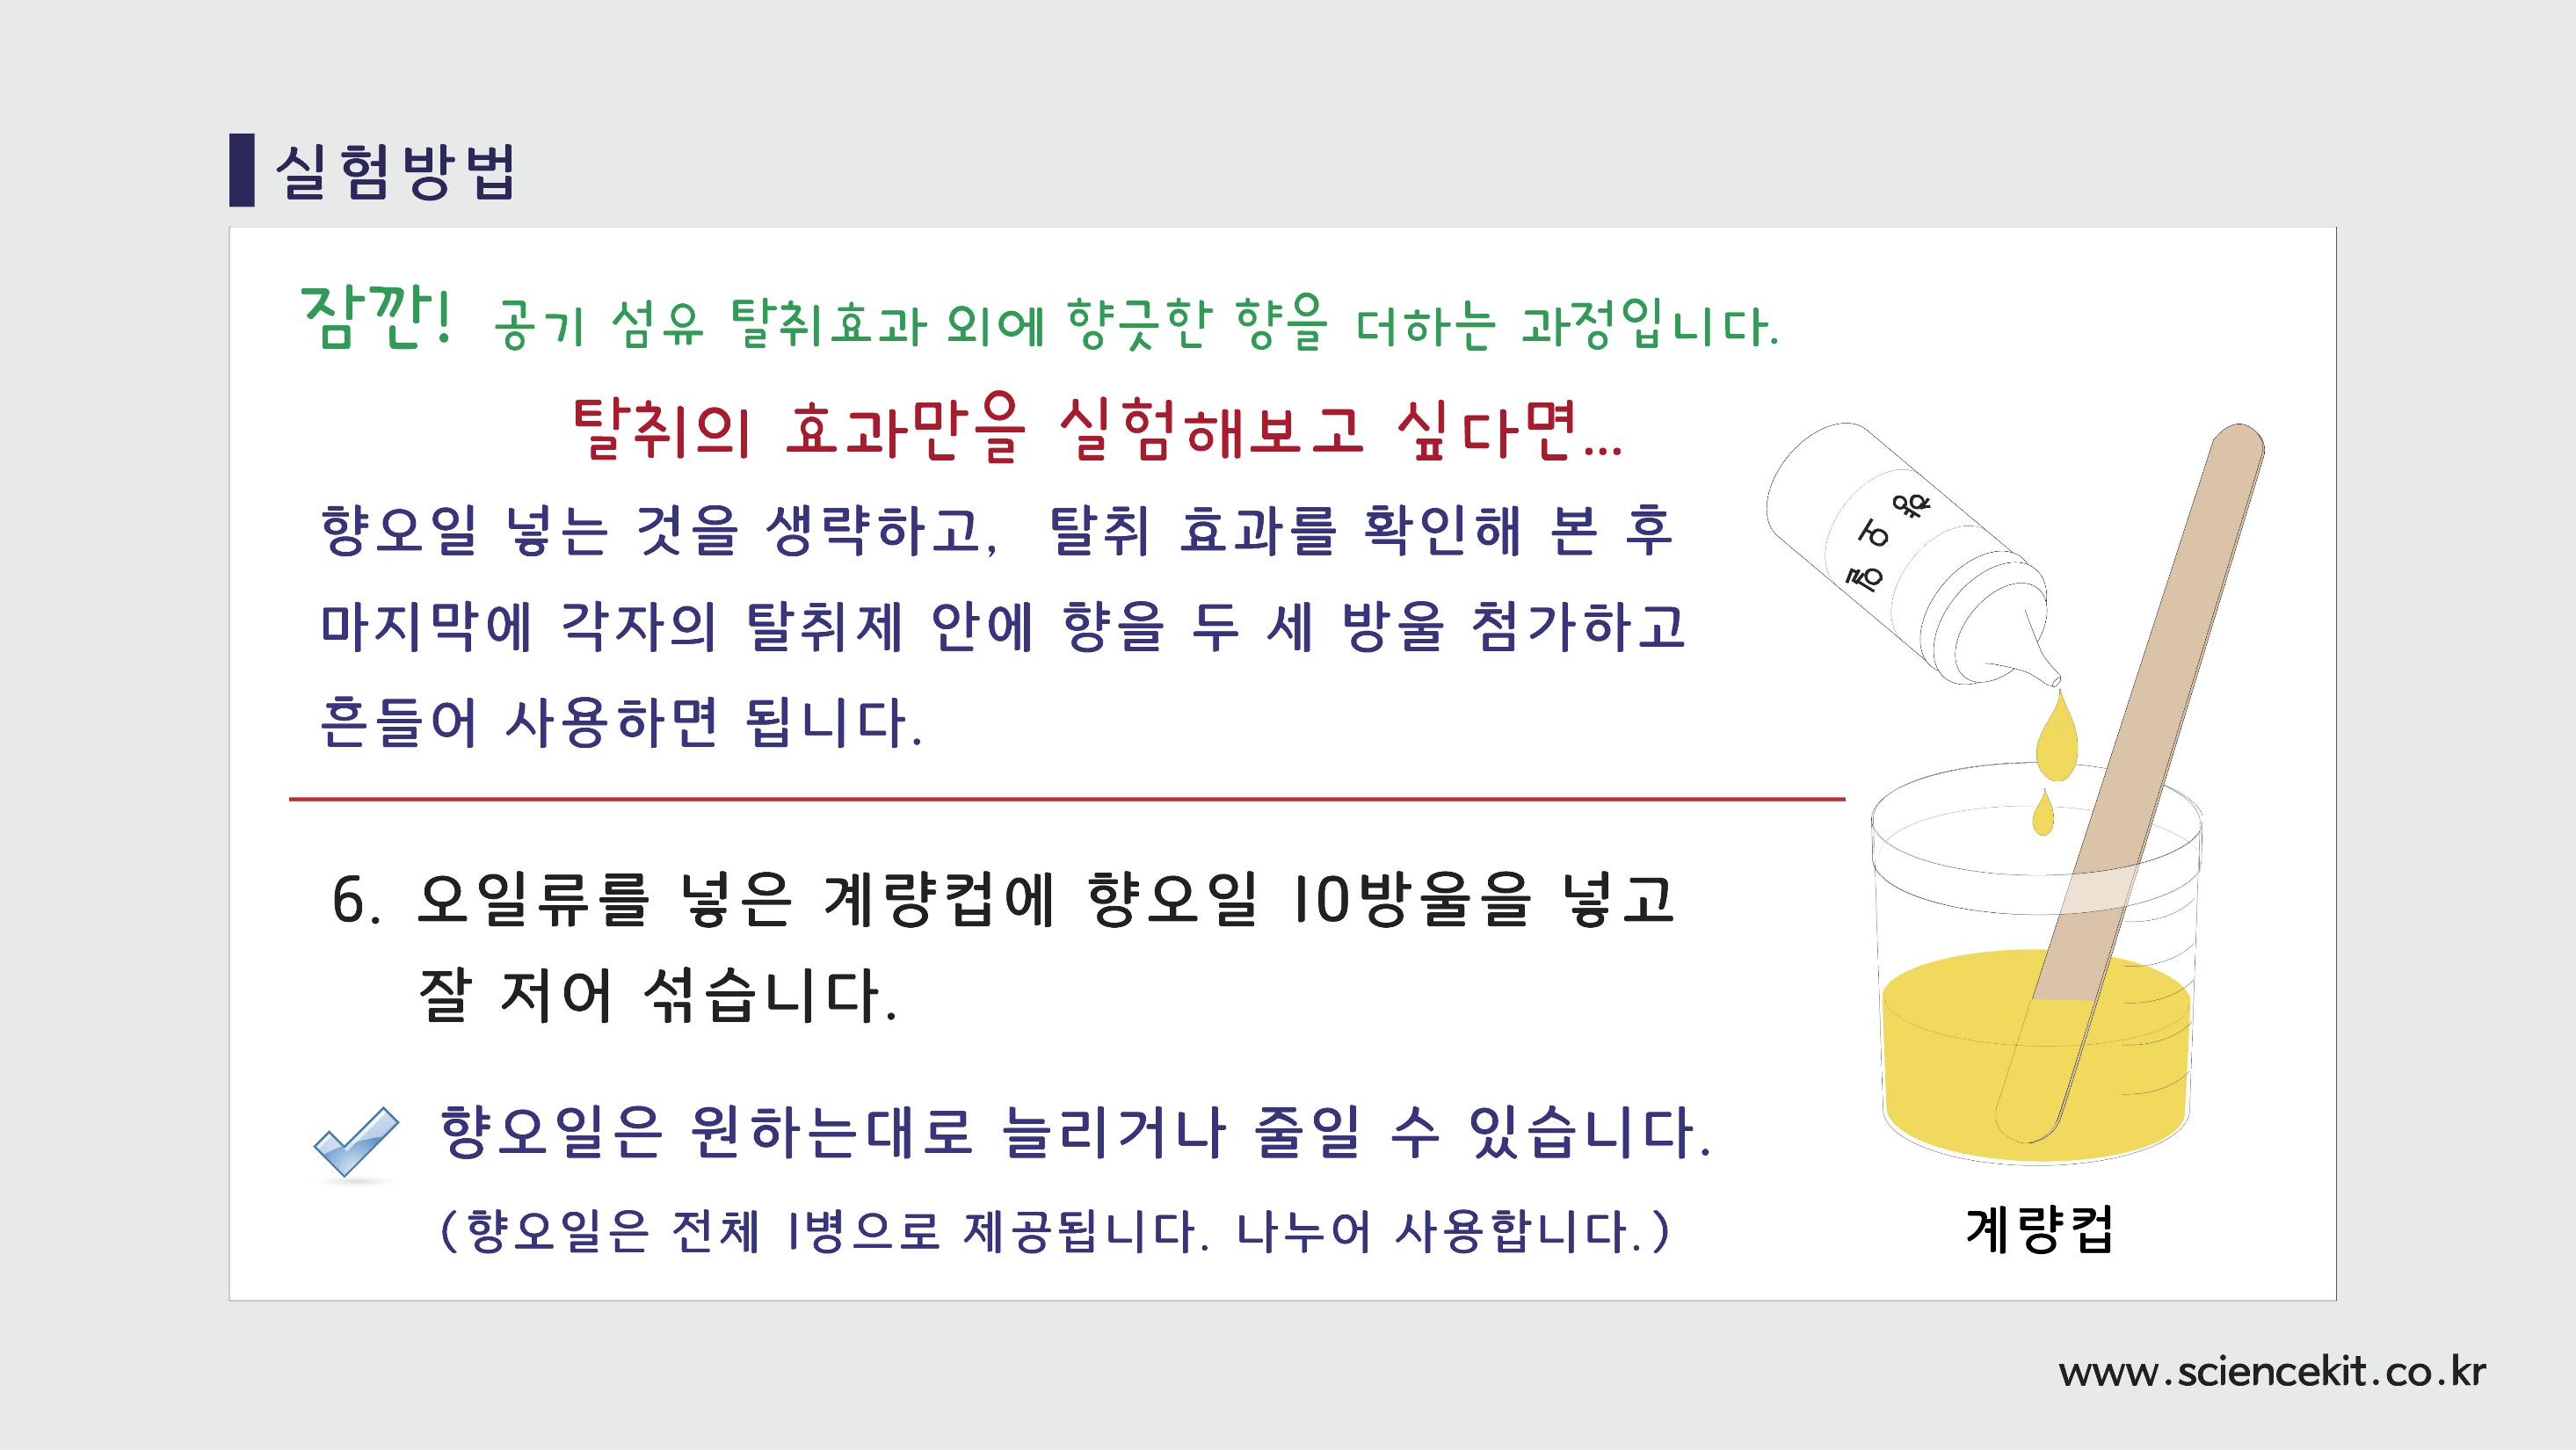 실험방법
잠깐! 공기 섬유 탈취효과 외에 향긋한 향을 더하는 과정입니다.
탈취의 효과만을 실험해보고 싶다면...
향오일 넣는 것을 생략하고, 탈취 효과를 확인해 본 후
마지막에 각자의 탈취제 안에 향을 두 세 방울 첨가하고
흔들어 사용하면 됩니다.
6. 오일류를 넣은 계량컵에 향오일 10방울을 넣고
잘 저어 섞습니다.
향오일은 원하는대로 늘리거나 줄일 수 있습니다.
(향오일은 전체 1병으로 제공됩니다. 나누어 사용합니다.)
계량컵
www.sciencekit.co.kr